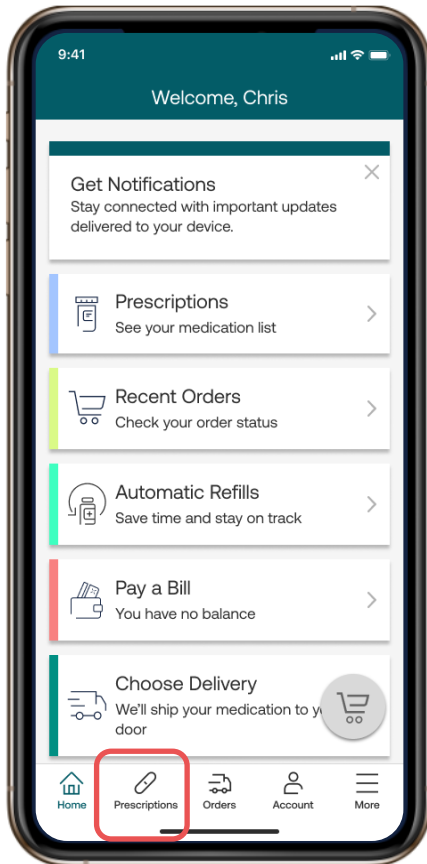 9:41
Welcome, Chris
Get Notifications
Stay connected with important updates
delivered to your device.
Prescriptions
See your medication list
Recent Orders
Check your order status
Automatic Refills
Save time and stay on track
Pay a Bill
You have no balance
Choose Delivery
We'll ship your medication to y
door
Home Prescriptions Orders Account More